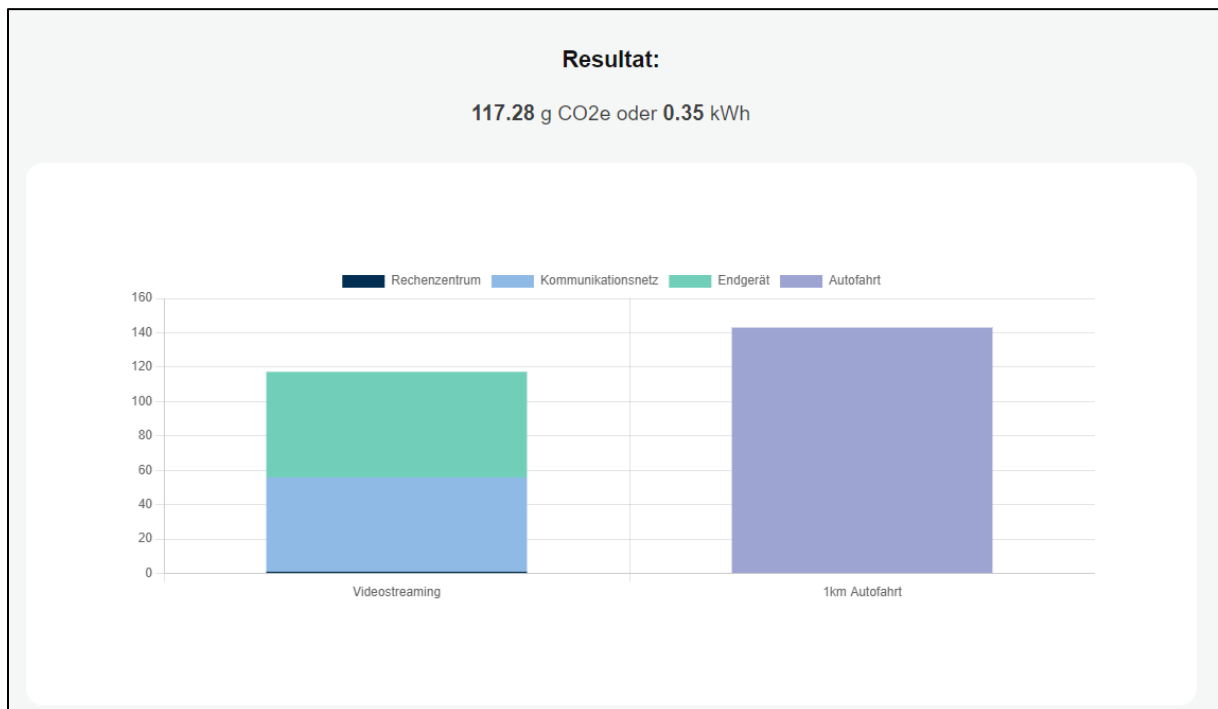 Resultat:
117.28 g CO2e oder 0.35 kWh
Rechenzentrum Kommunikationsnetz Endgerät Autofahrt
160
140
120
100
80
60
40
20
0
Videostreaming 1km Autofahrt